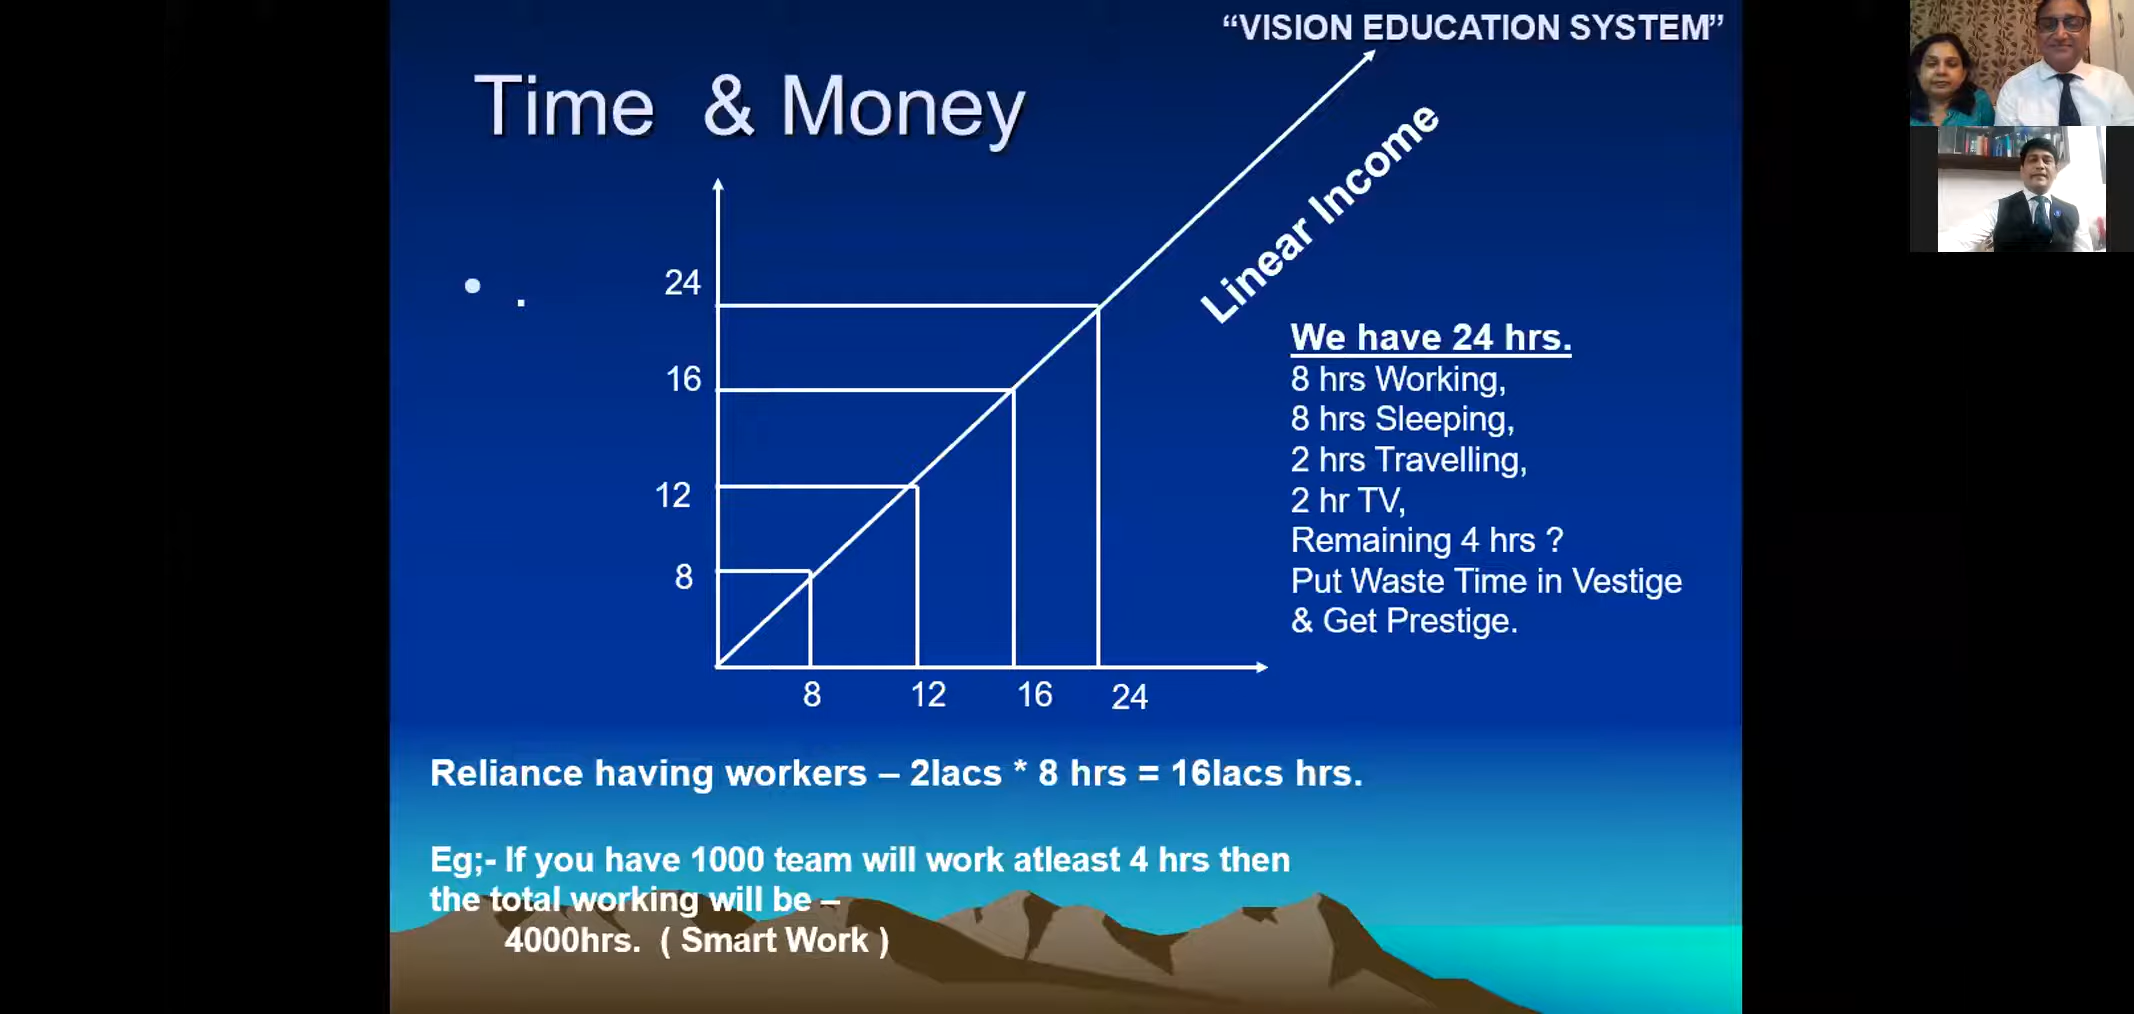 “VISION EDUCATION SYSTEM”
Time & Money
Linear Income
24
16
12
8
8 12 16 24
We have 24 hrs.
8 hrs Working,
8 hrs Sleeping,
2 hrs Travelling,
2 hr TV,
Remaining 4 hrs ?
Put Waste Time in Vestige
& Get Prestige.
Reliance having workers – 2lacs * 8 hrs = 16lacs hrs.
Eg;- If you have 1000 team will work atleast 4 hrs then
the total working will be –
4000hrs. ( Smart Work )